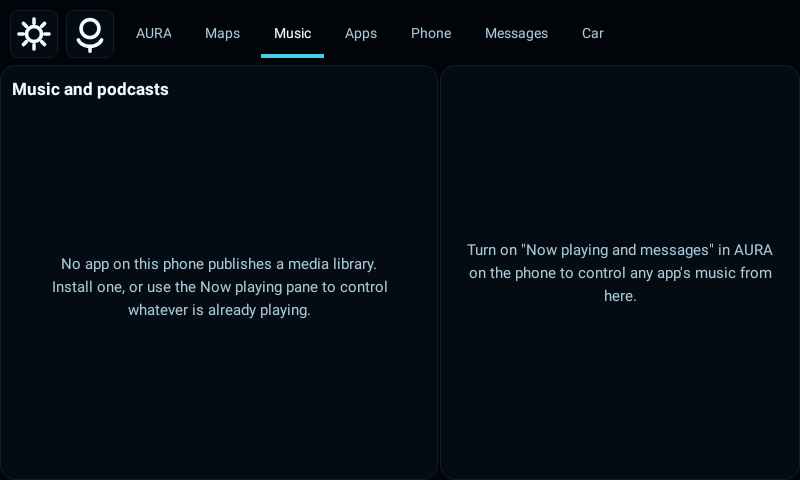 AURA Maps Music Apps Phone Messages Car
Music and podcasts
No app on this phone publishes a media library.
Install one, or use the Now playing pane to control
whatever is already playing.
Turn on "Now playing and messages" in AURA
on the phone to control any app's music from
here.